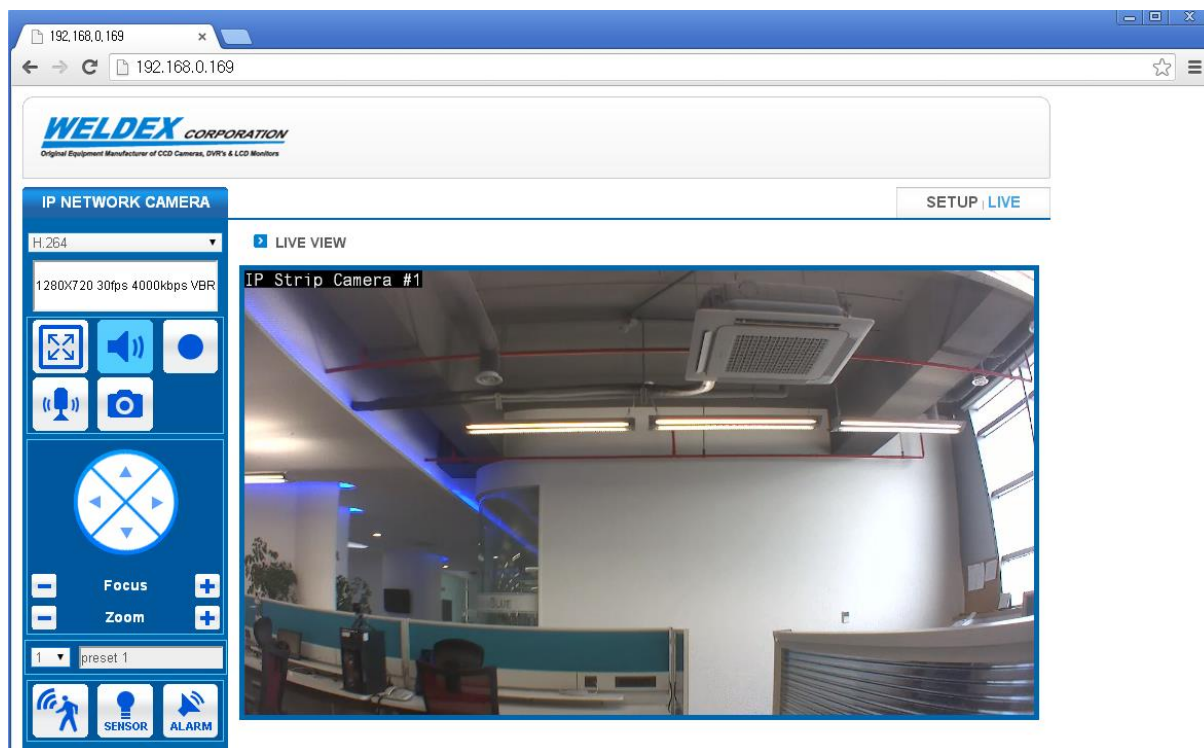 192.168.0.169
192.168.0.169
WELDEX CORPORATION
Original Equipment Manufacturer of CCD Cameras, DVR's & LCD Monitors
IP NETWORK CAMERA
SETUP | LIVE
H.264
LIVE VIEW
1280X720 30fps 4000kbps VBR
IP Strip Camera #1
Focus
Zoom
1
preset 1
SENSOR
ALARM